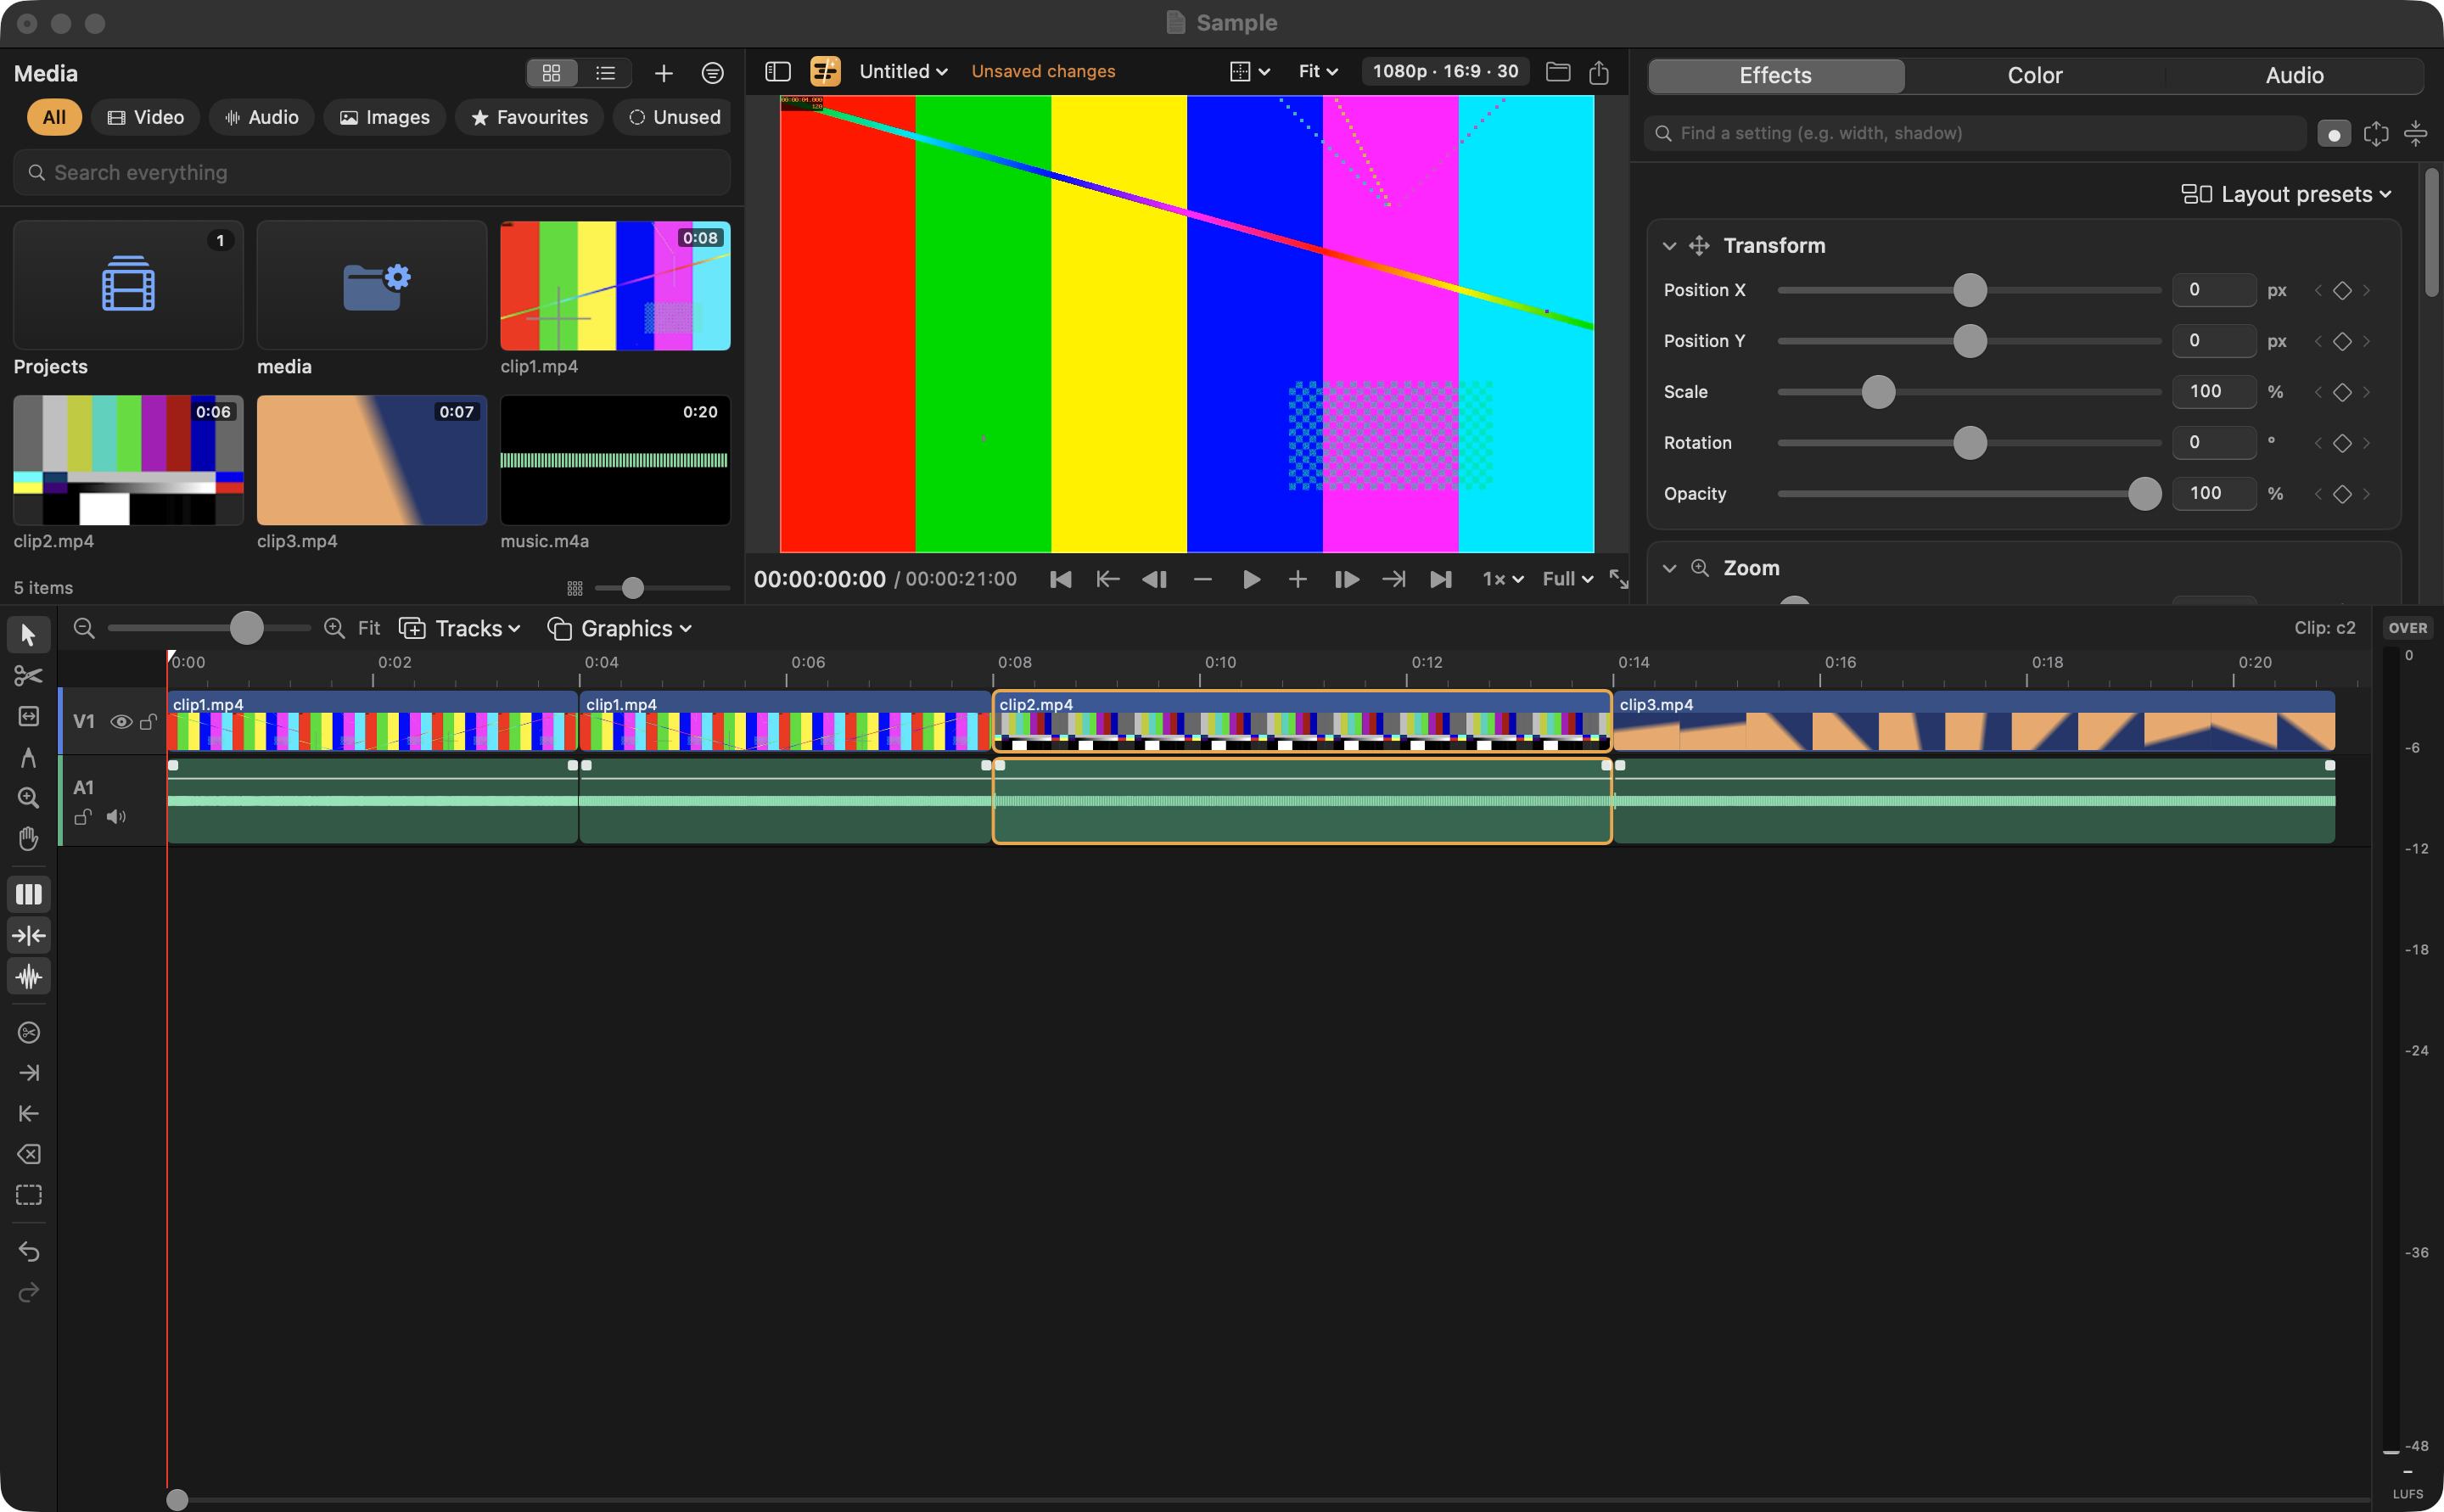 Sample
Media
Untitled
Unsaved changes
Fit
1080p · 16:9 · 30
Effects
Color
Audio
All
Video
Audio
Images
Favourites
Unused
Find a setting (e.g. width, shadow)
Search everything
Layout presets
1
Projects
media
0:08
clip1.mp4
0:06
clip2.mp4
0:07
clip3.mp4
0:20
music.m4a
5 items
00:00:04.000
120
00:00:00:00 / 00:00:21:00
1×
Full
Transform
Position X
0
px
Position Y
0
px
Scale
100
%
Rotation
0
°
Opacity
100
%
Zoom
Fit
Tracks
Graphics
Clip: c2
OVER
0:00
0:02
0:04
0:06
0:08
0:10
0:12
0:14
0:16
0:18
0:20
V1
clip1.mp4
clip1.mp4
clip2.mp4
clip3.mp4
A1
0
-6
-12
-18
-24
-36
-48
–
LUFS